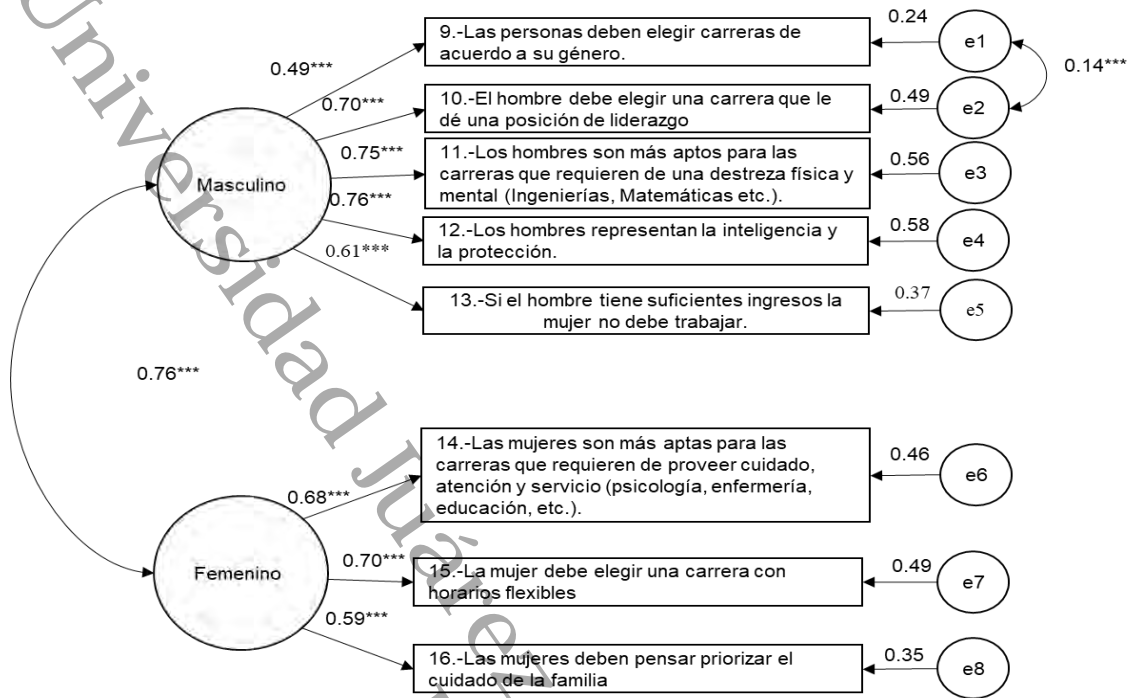 Universidad Juárez
0.49***
9.-Las personas deben elegir carreras de
acuerdo a su género.
0.24
e1
0.14***
0.70***
10.-El hombre debe elegir una carrera que le
dé una posición de liderazgo
0.49
e2
Masculino
0.75***
11.-Los hombres son más aptos para las
carreras que requieren de una destreza física y
mental (Ingenierías, Matemáticas etc.).
0.56
e3
0.76***
12.-Los hombres representan la inteligencia y
la protección.
0.58
e4
0.61***
13.-Si el hombre tiene suficientes ingresos la
mujer no debe trabajar.
0.37
e5
0.76***
Femenino
0.68***
14.-Las mujeres son más aptas para las
carreras que requieren de proveer cuidado,
atención y servicio (psicología, enfermería,
educación, etc.).
0.46
e6
0.70***
15.-La mujer debe elegir una carrera con
horarios flexibles
0.49
e7
0.59***
16.-Las mujeres deben pensar priorizar el
cuidado de la familia
0.35
e8